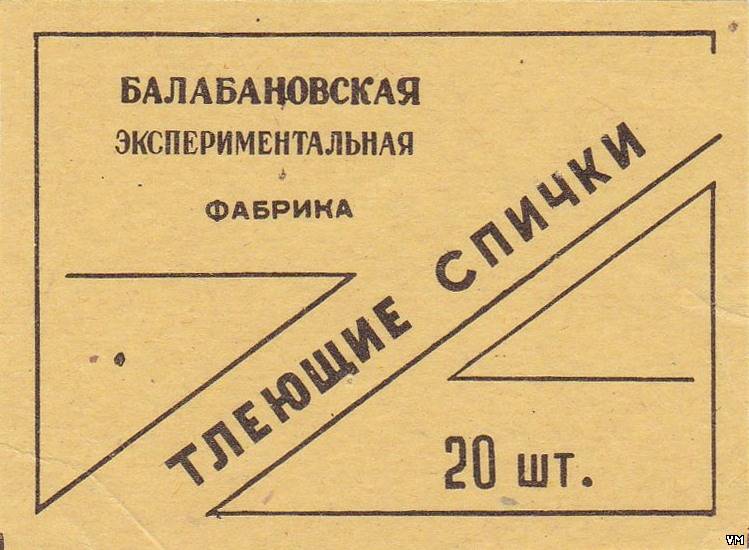 БАЛАБАНОВСКАЯ
ЭКСПЕРИМЕНТАЛЬНАЯ
ФАБРИКА
ТЛЕЮЩИЕ СПИЧКИ
20 шт.
VM